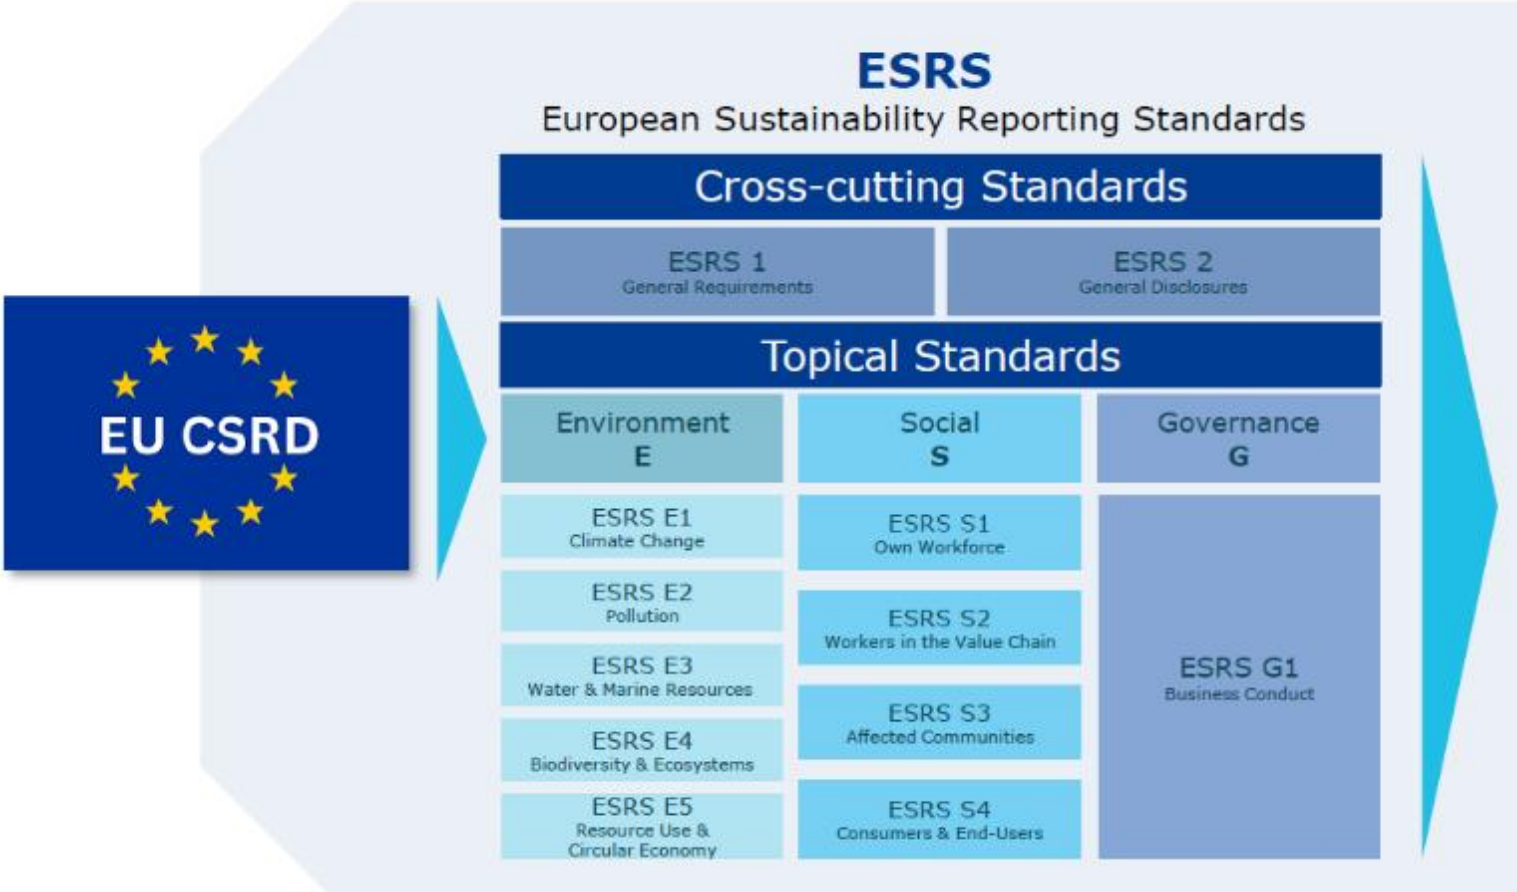 ESRS
European Sustainability Reporting Standards
Cross-cutting Standards
ESRS 1
General Requirements
ESRS 2
General Disclosures
EU CSRD
Topical Standards
Environment
E
Social
S
Governance
G
ESRS E1
Climate Change
ESRS E2
Pollution
ESRS E3
Water & Marine Resources
ESRS E4
Biodiversity & Ecosystems
ESRS E5
Resource Use &
Circular Economy
ESRS S1
Own Workforce
ESRS S2
Workers in the Value Chain
ESRS S3
Affected Communities
ESRS S4
Consumers & End-Users
ESRS G1
Business Conduct